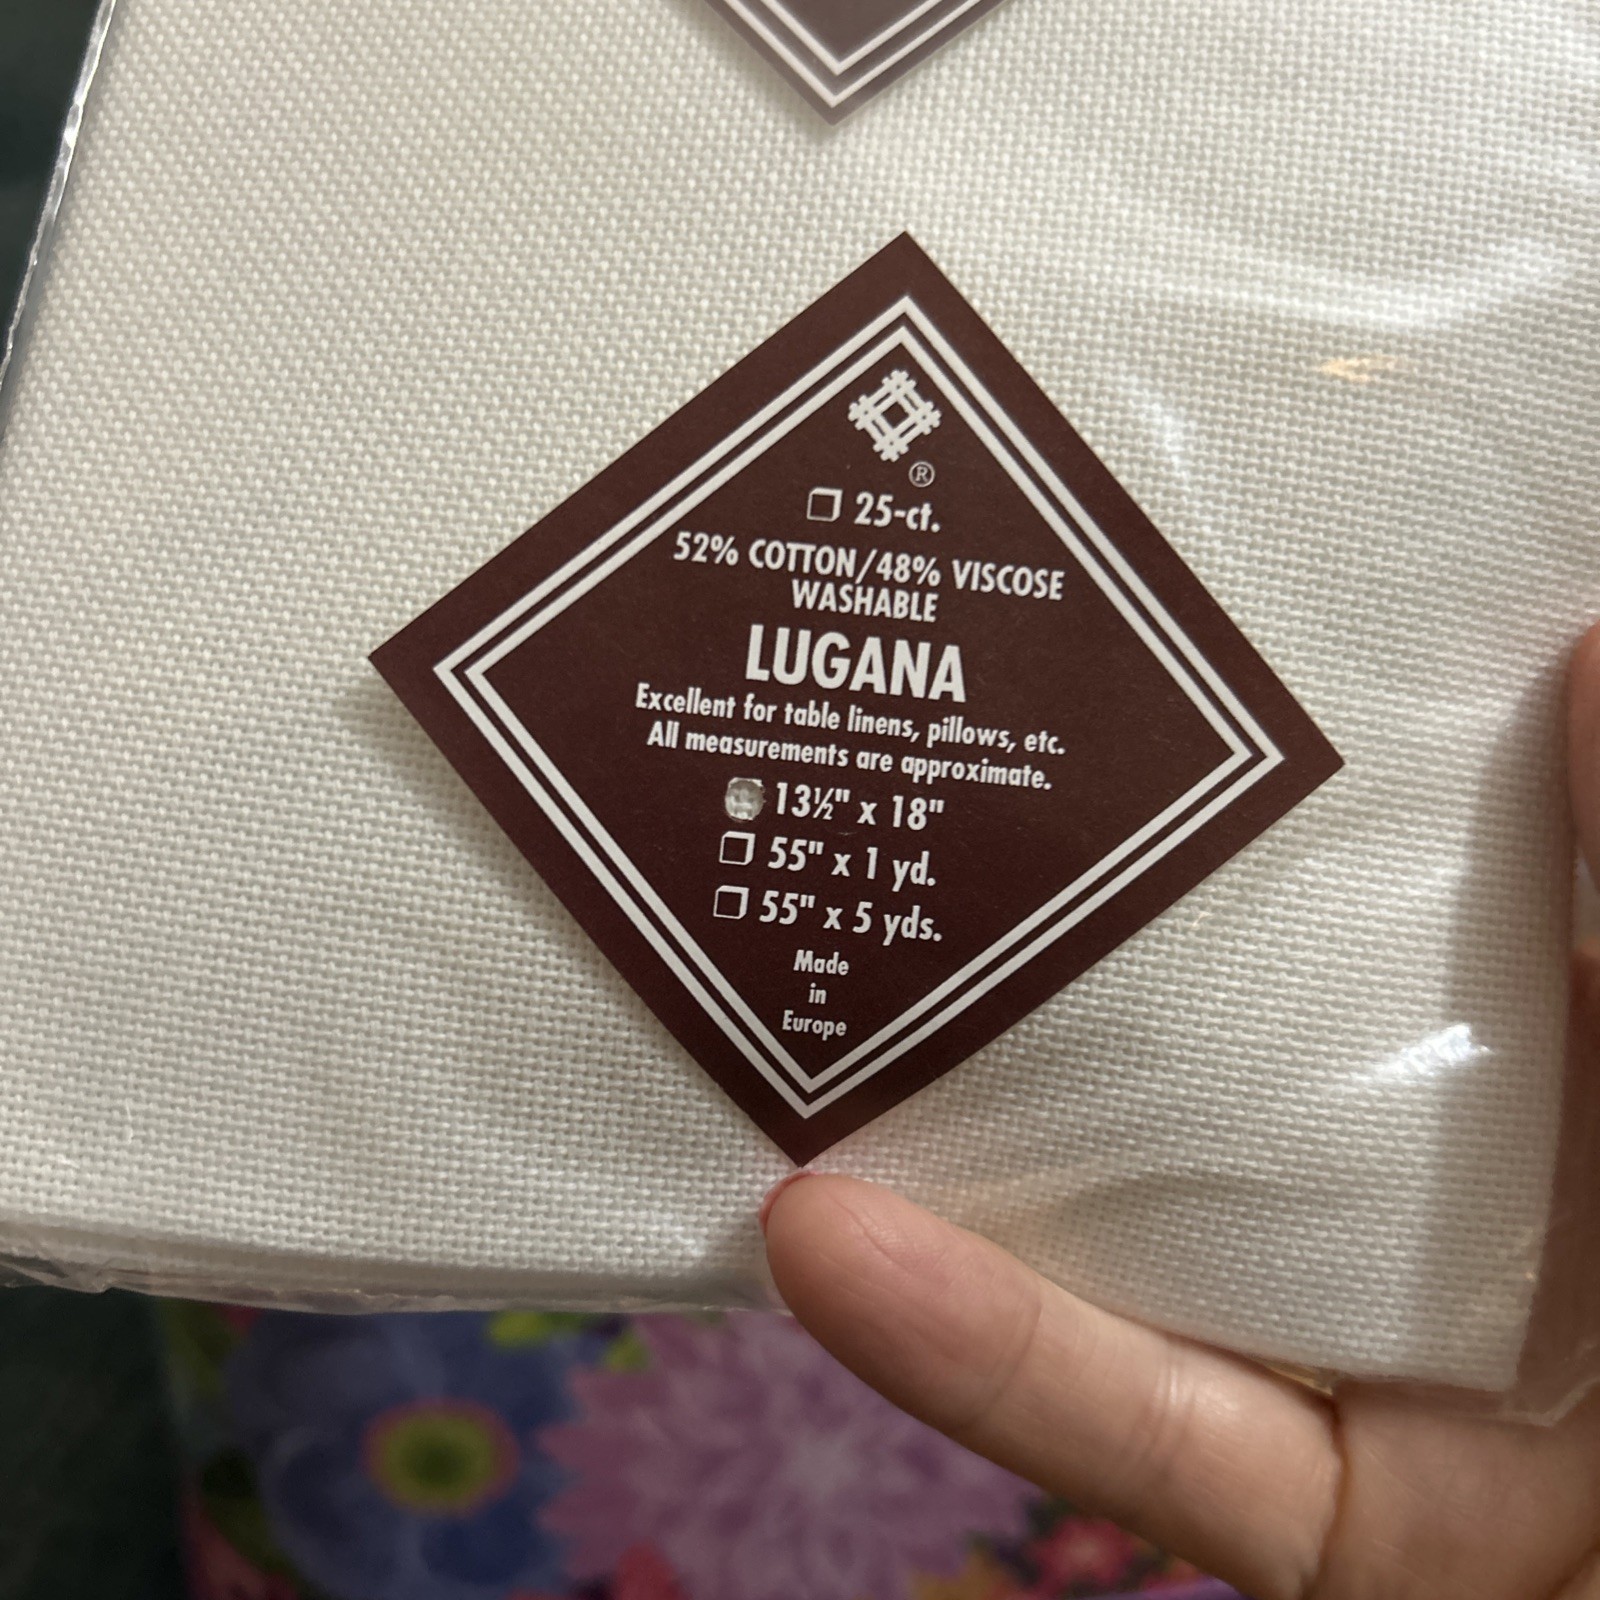 ®
25-ct.
52% COTTON/48% VISCOSE
WASHABLE
LUGANA
Excellent for table linens, pillows, etc.
All measurements are approximate.
13½" x 18"
55" x 1 yd.
55" x 5 yds.
Made
in
Europe